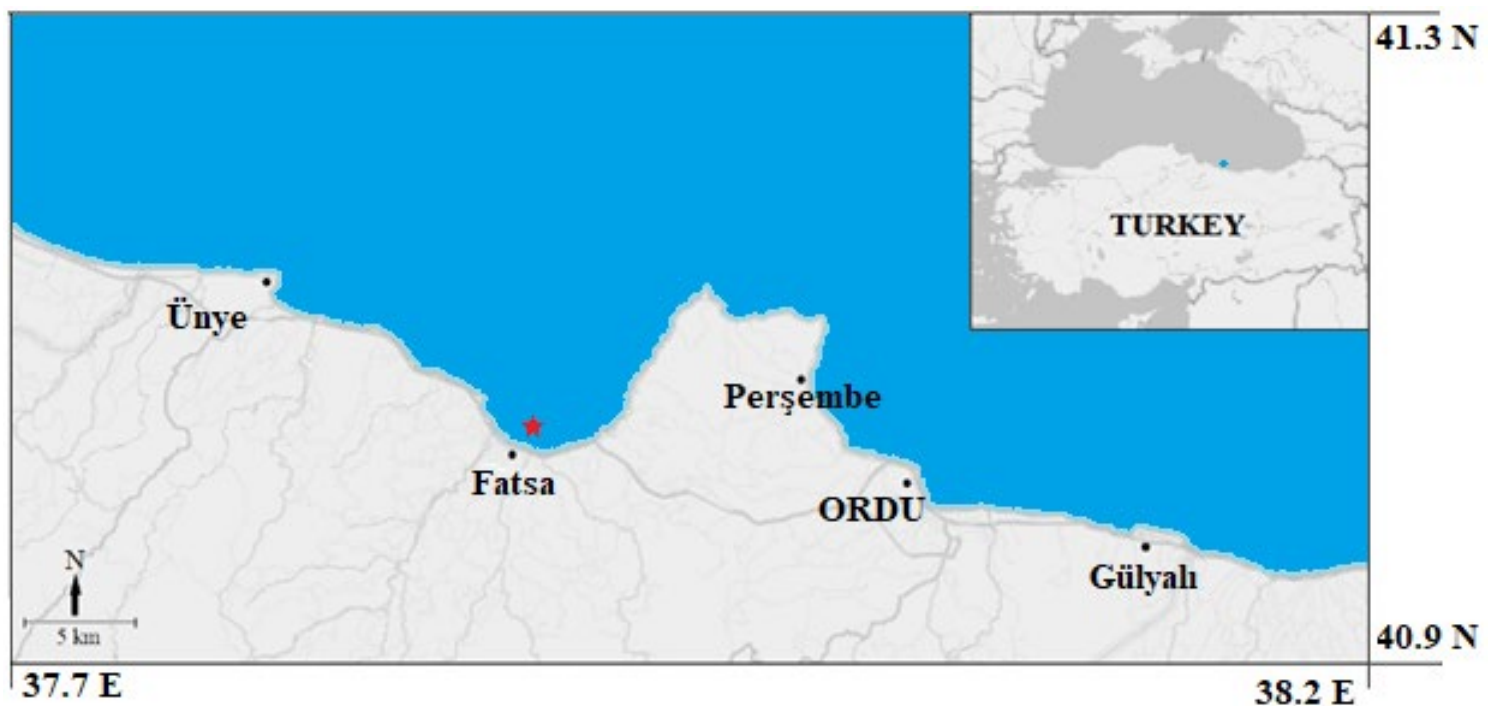 41.3 N
TURKEY
Ünye
Perşembe
Fatsa
ORDU
N
Gülyalı
5 km
40.9 N
37.7 E
38.2 E